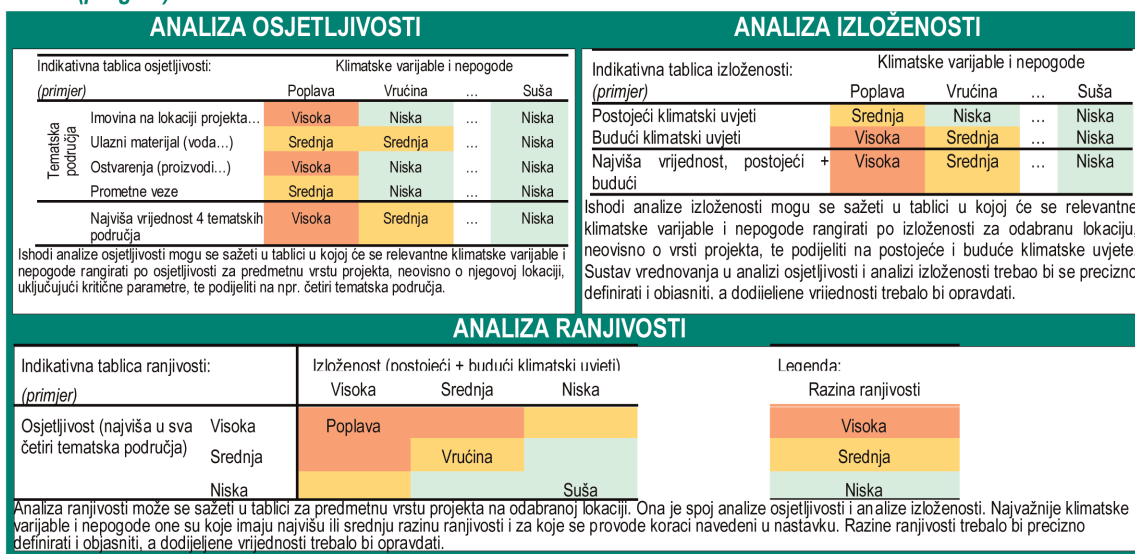 ANALIZA OSJETLJIVOSTI
Indikativna tablica osjetljivosti: Klimatske varijable i nepogode
(primjer) Poplava Vrućina ... Suša
Tematska područja
Imovina na lokaciji projekta... Visoka Niska ... Niska
Ulazni materijal (voda...) Srednja Srednja ... Niska
Ostvarenja (proizvodi...) Visoka Niska ... Niska
Prometne veze Srednja Niska ... Niska
Najviša vrijednost 4 tematskih Visoka Srednja ... Niska
područja
Ishodi analize osjetljivosti mogu se sažeti u tablici u kojoj će se relevantne klimatske varijable i
nepogode rangirati po osjetljivosti za predmetnu vrstu projekta, neovisno o njegovoj lokaciji,
uključujući kritične parametre, te podijeliti na npr. četiri tematska područja.
ANALIZA IZLOŽENOSTI
Indikativna tablica izloženosti: Klimatske varijable i nepogode
(primjer) Poplava Vrućina ... Suša
Postojeći klimatski uvjeti Srednja Niska ... Niska
Budući klimatski uvjeti Visoka Srednja ... Niska
Najviša vrijednost, postojeći + Visoka Srednja ... Niska
budući
Ishodi analize izloženosti mogu se sažeti u tablici u kojoj će se relevantne
klimatske varijable i nepogode rangirati po izloženosti za odabranu lokaciju,
neovisno o vrsti projekta, te podijeliti na postojeće i buduće klimatske uvjete.
Sustav vrednovanja u analizi osjetljivosti i analizi izloženosti trebao bi se precizno
definirati i objasniti, a dodijeljene vrijednosti trebalo bi opravdati.
ANALIZA RANJIVOSTI
Indikativna tablica ranjivosti: Izloženost (postojeći + budući klimatski uvjeti) Legenda:
(primjer) Visoka Srednja Niska Razina ranjivosti
Osjetljivost (najviša u sva Visoka Poplava Visoka
četiri tematska područja) Srednja Vrućina Srednja
Niska Suša Niska
Analiza ranjivosti može se sažeti u tablici za predmetnu vrstu projekta na odabranoj lokaciji. Ona je spoj analize osjetljivosti i analize izloženosti. Najvažnije klimatske
varijable i nepogode one su koje imaju najvišu ili srednju razinu ranjivosti i za koje se provode koraci navedeni u nastavku. Razine ranjivosti trebalo bi precizno
definirati i objasniti, a dodijeljene vrijednosti trebalo bi opravdati.